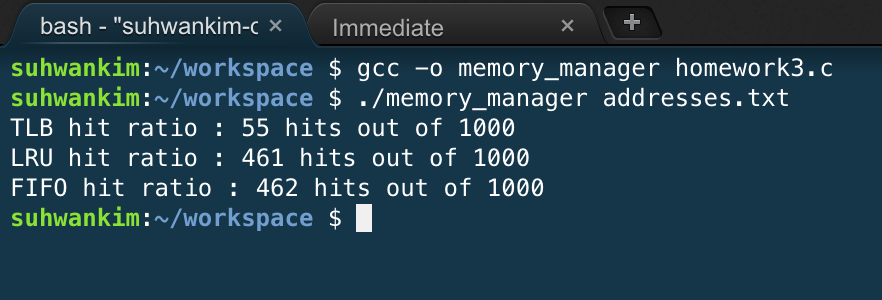 bash - "suhwankim-c ×
Immediate ×
+
suhwankim:~/workspace $ gcc -o memory_manager homework3.c
suhwankim:~/workspace $ ./memory_manager addresses.txt
TLB hit ratio : 55 hits out of 1000
LRU hit ratio : 461 hits out of 1000
FIFO hit ratio : 462 hits out of 1000
suhwankim:~/workspace $